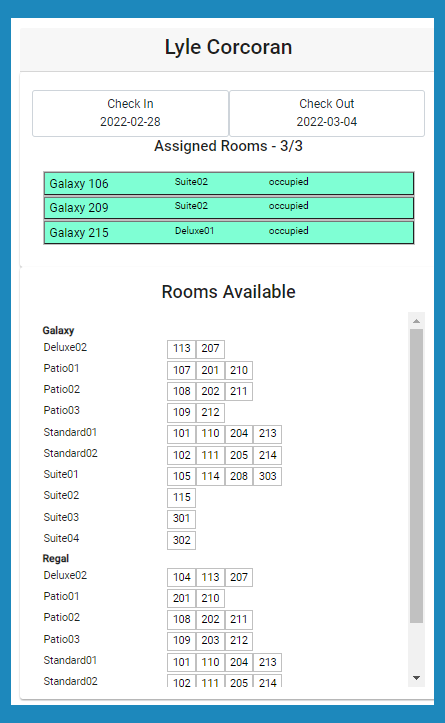 Lyle Corcoran
Check In Check Out
2022-02-28 2022-03-04
Assigned Rooms - 3/3
Galaxy 106 Suite02 occupied
Galaxy 209 Suite02 occupied
Galaxy 215 Deluxe01 occupied
Rooms Available
Galaxy
Deluxe02 113 207
Patio01 107 201 210
Patio02 108 202 211
Patio03 109 212
Standard01 101 110 204 213
Standard02 102 111 205 214
Suite01 105 114 208 303
Suite02 115
Suite03 301
Suite04 302
Regal
Deluxe02 104 113 207
Patio01 201 210
Patio02 108 202 211
Patio03 109 203 212
Standard01 101 110 204 213
Standard02 102 111 205 214